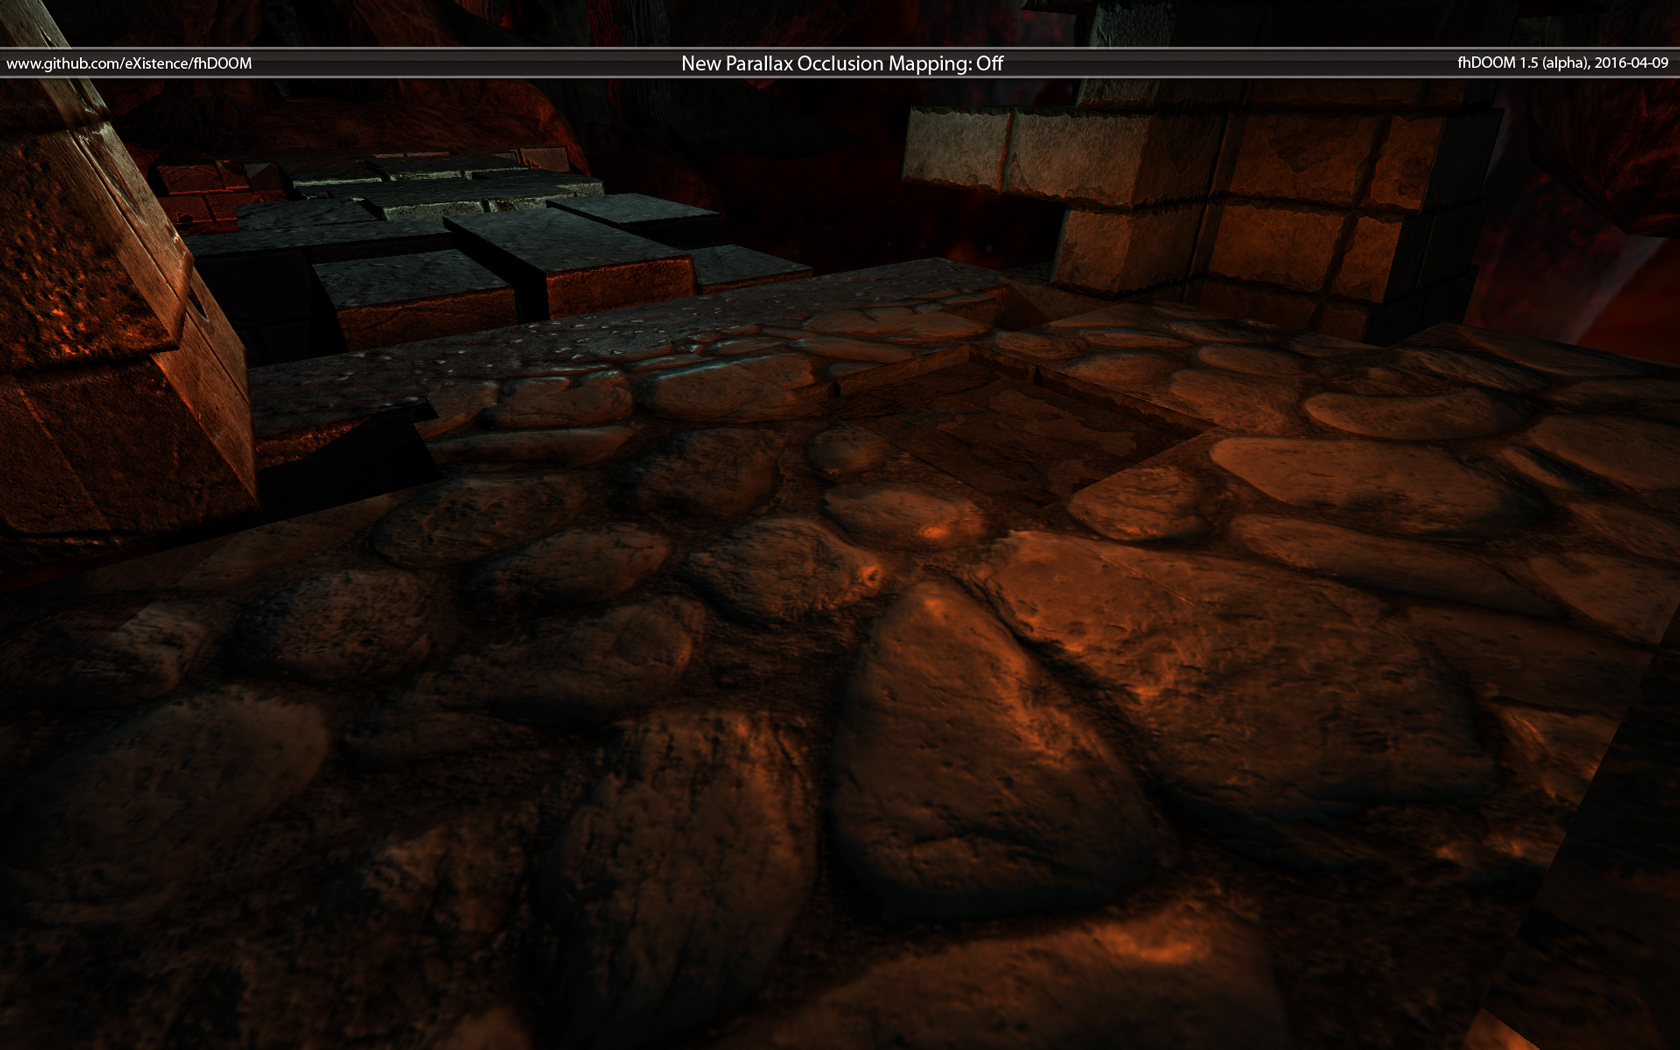 www.github.com/eXistence/fhDOOM
New Parallax Occlusion Mapping: Off
fhDOOM 1.5 (alpha), 2016-04-09